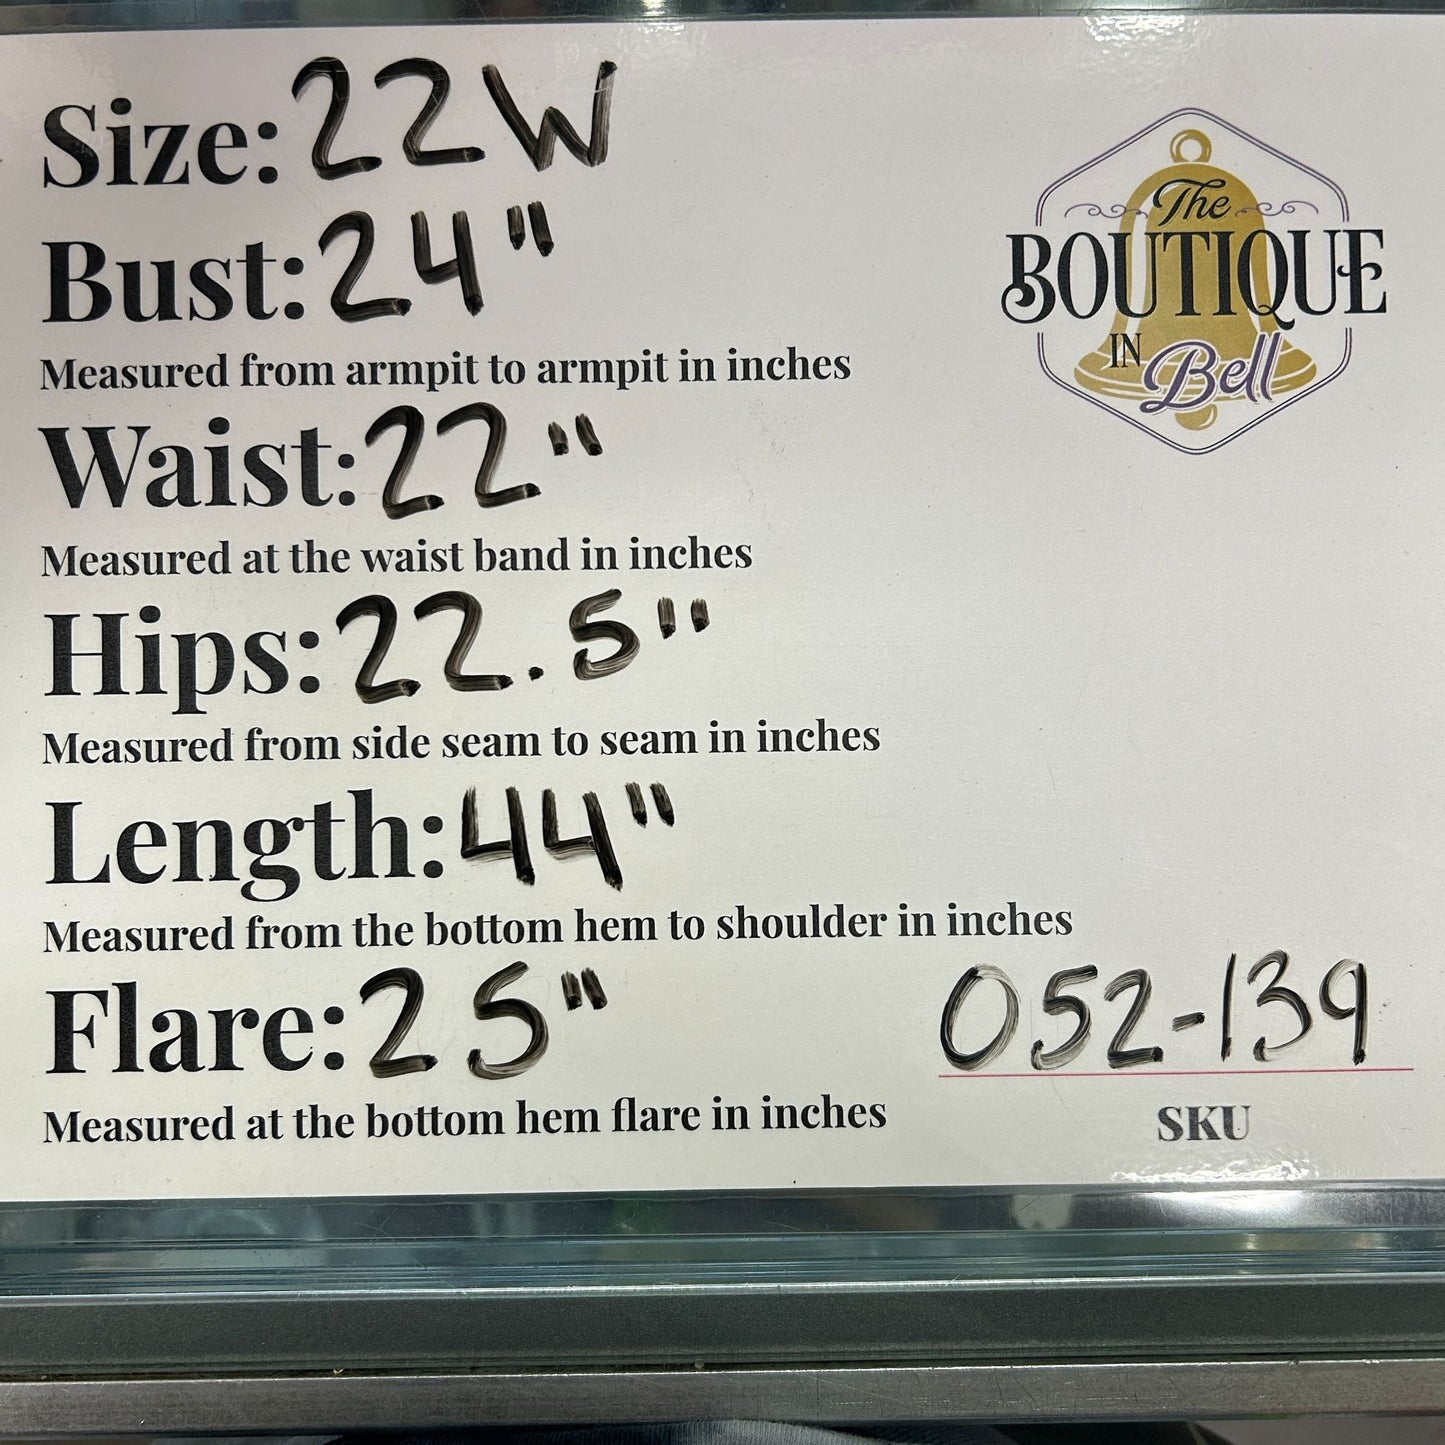 Size: 22W
Bust: 24"
Measured from armpit to armpit in inches
Waist: 22"
Measured at the waist band in inches
Hips: 22.5"
Measured from side seam to seam in inches
Length: 44"
Measured from the bottom hem to shoulder in inches
Flare: 25"
Measured at the bottom hem flare in inches
The
BOUTIQUE
IN Bell
052-139
SKU